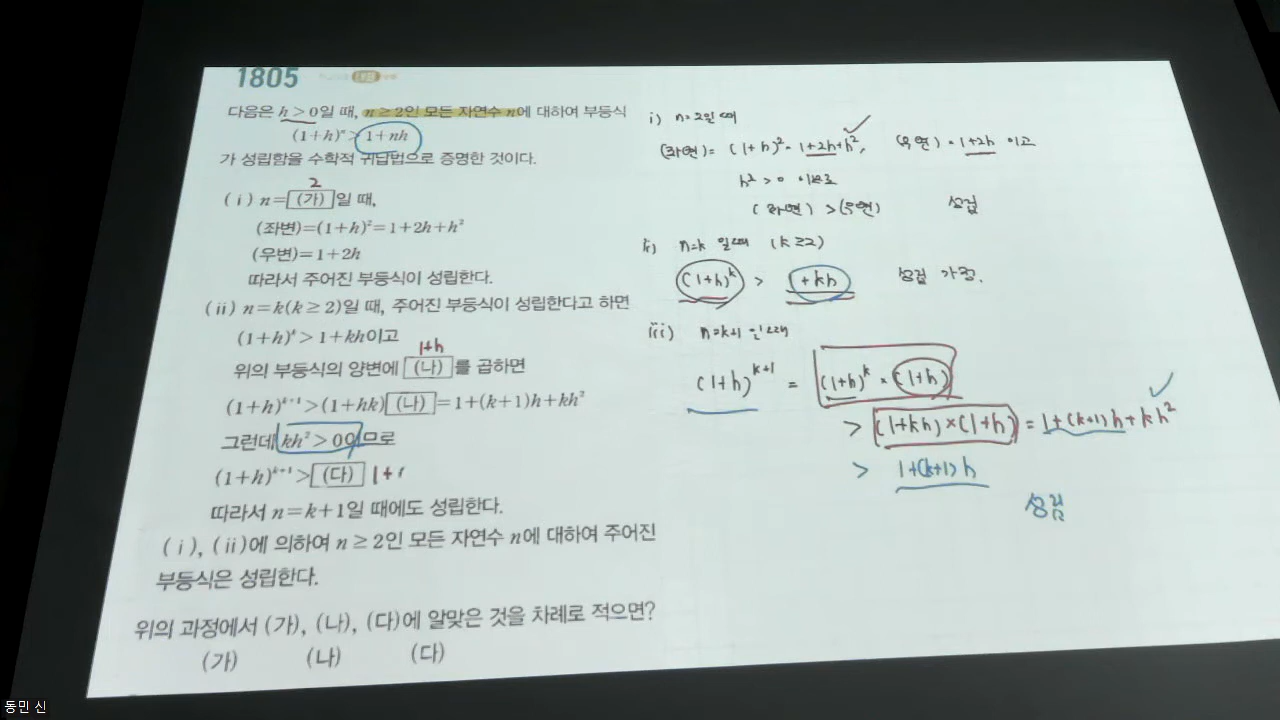 1805
다음은 h>0일 때, n≥2인 모든 자연수 n에 대하여 부등식
(1+h)ⁿ>1+nh
가 성립함을 수학적 귀납법으로 증명한 것이다.
2
(ⅰ) n=(가)일 때,
(좌변)=(1+h)²=1+2h+h²
(우변)=1+2h
따라서 주어진 부등식이 성립한다.
(ⅱ) n=k(k≥2)일 때, 주어진 부등식이 성립한다고 하면
(1+h)ᵏ>1+kh이고
1+h
위의 부등식의 양변에 (나)를 곱하면
(1+h)ᵏ⁺¹>(1+hk)(나)=1+(k+1)h+kh²
그런데 kh²>0이므로
(1+h)ᵏ⁺¹>(다) 1+
따라서 n=k+1일 때에도 성립한다.
(ⅰ), (ⅱ)에 의하여 n≥2인 모든 자연수 n에 대하여 주어진
부등식은 성립한다.
위의 과정에서 (가), (나), (다)에 알맞은 것을 차례로 적으면?
(가) (나) (다)
i) n=2일때
(좌변)= (1+h)² = 1+2h+h², (우변) = 1+2h 이고
h²>0 이므로
(좌변) >(우변) 성립
ii) n=k 일때 (k≥2)
(1+h)ᵏ > 1+kh 성립 가정.
iii) n=k+1 일때
(1+h)ᵏ⁺¹ = (1+h)ᵏ × (1+h)
> (1+kh)×(1+h) = 1+(k+1)h+kh²
> 1+(k+1)h
성립
동민 신